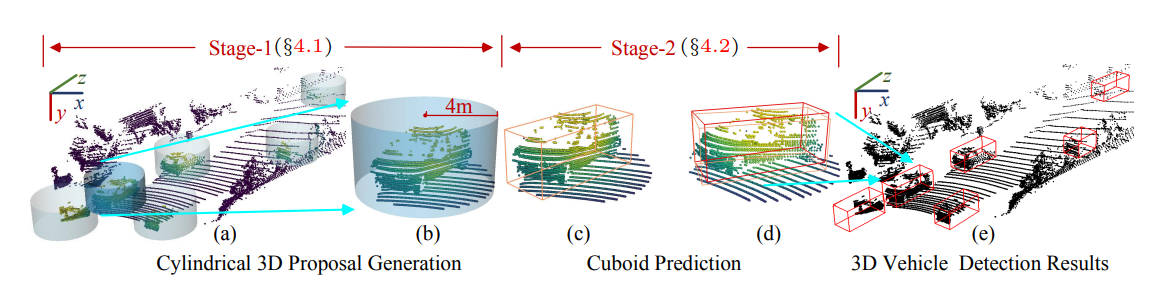 Stage-1(§4.1)
Stage-2(§4.2)
z
x
y
4m
z
x
y
(a)
(b)
(c)
(d)
(e)
Cylindrical 3D Proposal Generation
Cuboid Prediction
3D Vehicle Detection Results